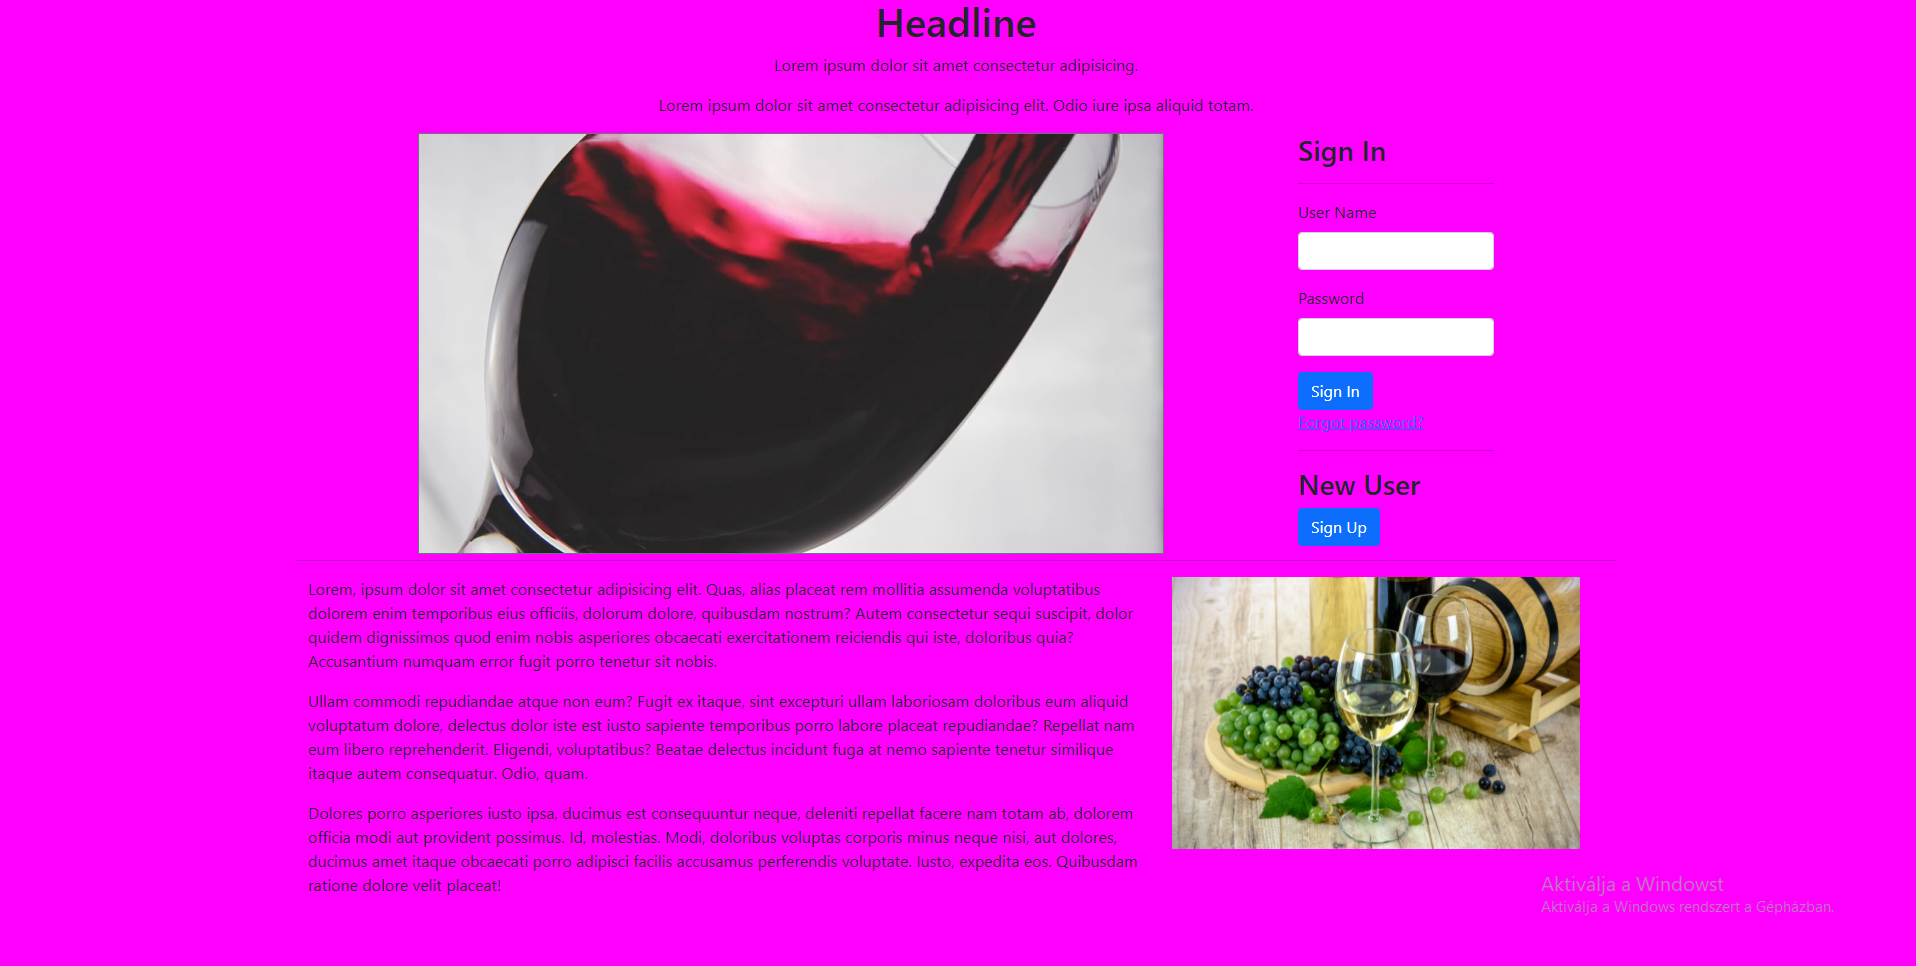 Headline
Lorem ipsum dolor sit amet consectetur adipisicing.
Lorem ipsum dolor sit amet consectetur adipisicing elit. Odio iure ipsa aliquid totam.
Sign In
User Name
Password
Sign In
Forgot password?
New User
Sign Up
Lorem, ipsum dolor sit amet consectetur adipisicing elit. Quas, alias placeat rem mollitia assumenda voluptatibus
dolorem enim temporibus eius officiis, dolorum dolore, quibusdam nostrum? Autem consectetur sequi suscipit, dolor
quidem dignissimos quod enim nobis asperiores obcaecati exercitationem reiciendis qui iste, doloribus quia?
Accusantium numquam error fugit porro tenetur sit nobis.
Ullam commodi repudiandae atque non eum? Fugit ex itaque, sint excepturi ullam laboriosam doloribus eum aliquid
voluptatum dolore, delectus dolor iste est iusto sapiente temporibus porro labore placeat repudiandae? Repellat nam
eum libero reprehenderit. Eligendi, voluptatibus? Beatae delectus incidunt fuga at nemo sapiente tenetur similique
itaque autem consequatur. Odio, quam.
Dolores porro asperiores iusto ipsa, ducimus est consequuntur neque, deleniti repellat facere nam totam ab, dolorem
officia modi aut provident possimus. Id, molestias. Modi, doloribus voluptas corporis minus neque nisi, aut dolores,
ducimus amet itaque obcaecati porro adipisci facilis accusamus perferendis voluptate. Iusto, expedita eos. Quibusdam
ratione dolore velit placeat!
Aktiválja a Windowst
Aktiválja a Windows rendszert a Gépházban.